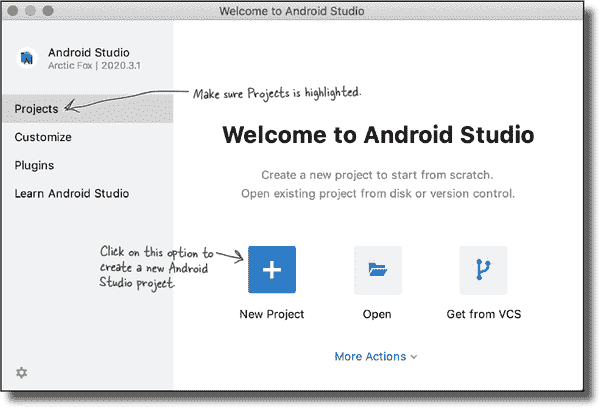 Welcome to Android Studio
Android Studio
Arctic Fox | 2020.3.1
Projects
Make sure Projects is highlighted.
Customize
Plugins
Learn Android Studio
Welcome to Android Studio
Create a new project to start from scratch.
Open existing project from disk or version control.
Click on this option to
create a new Android
Studio project.
New Project
Open
Get from VCS
More Actions